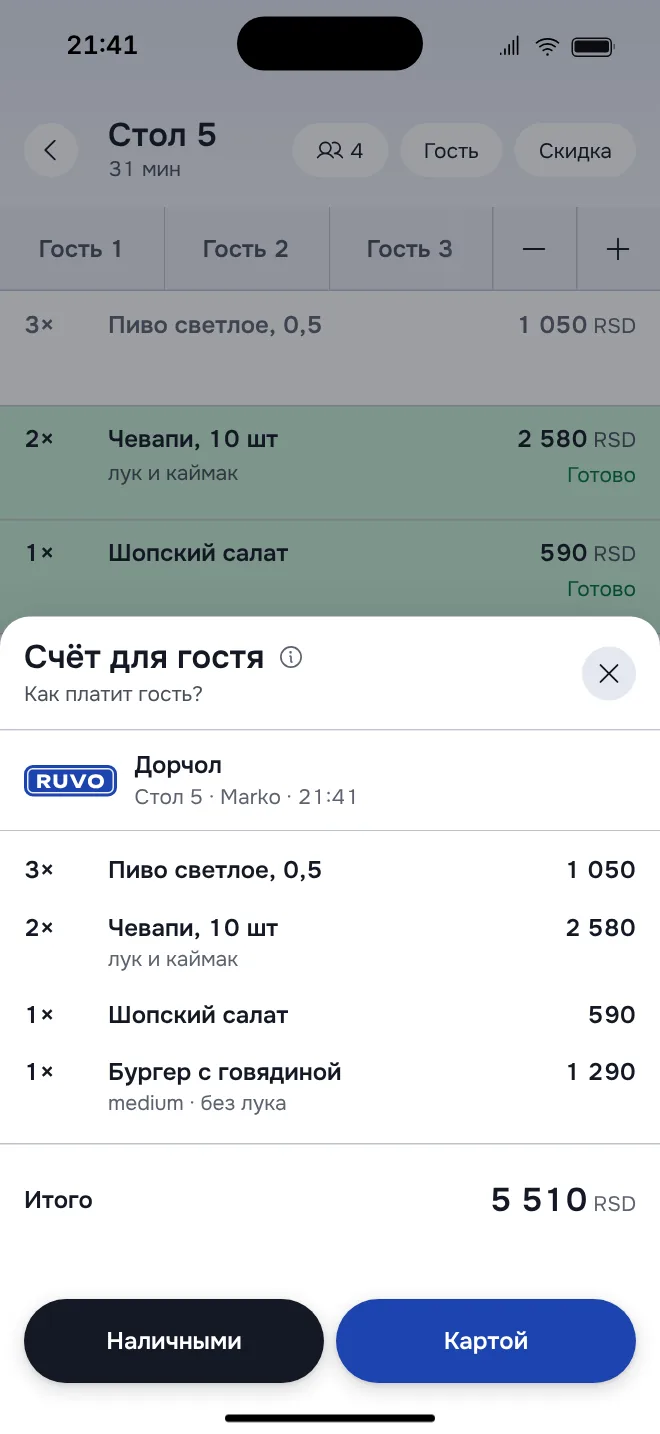 21:41
Стол 5
31 мин
4
Гость
Скидка
Гость 1
Гость 2
Гость 3
3× Пиво светлое, 0,5 1 050 RSD
2× Чевапи, 10 шт 2 580 RSD
лук и каймак Готово
1× Шопский салат 590 RSD
Готово
Счёт для гостя
Как платит гость?
RUVO
Дорчол
Стол 5 · Marko · 21:41
3× Пиво светлое, 0,5 1 050
2× Чевапи, 10 шт 2 580
лук и каймак
1× Шопский салат 590
1× Бургер с говядиной 1 290
medium · без лука
Итого 5 510 RSD
Наличными
Картой